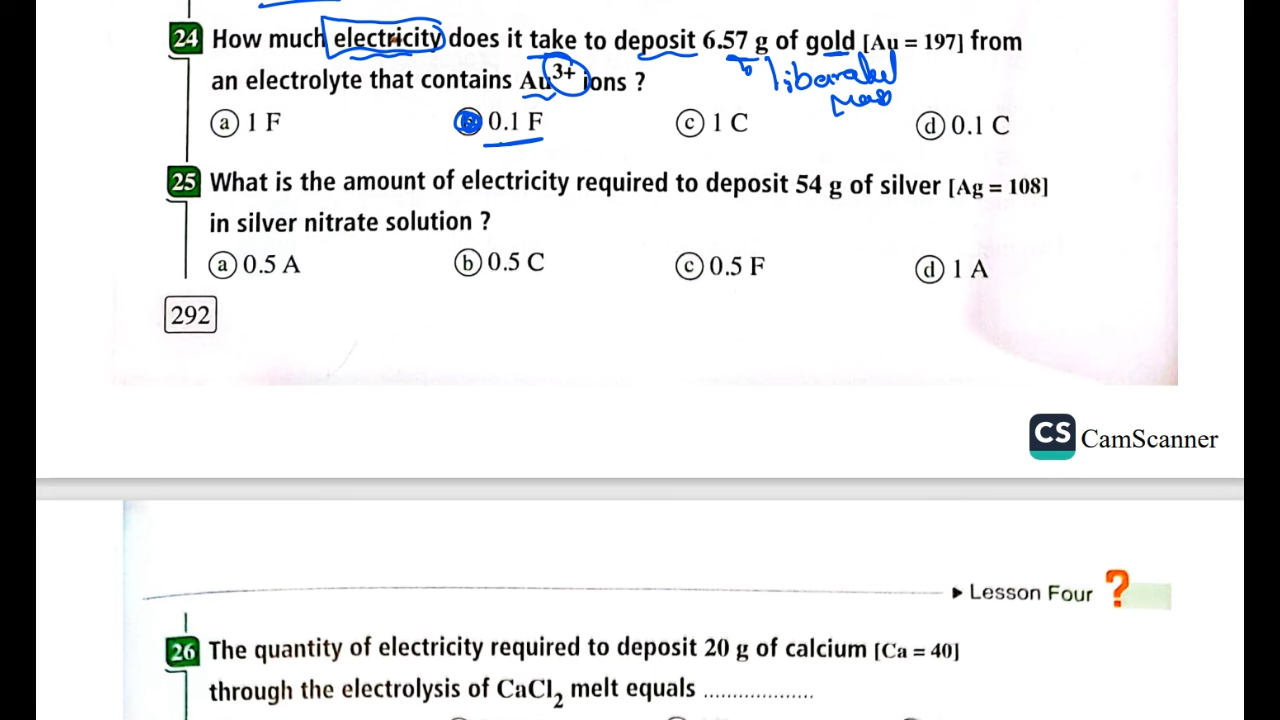 24 How much electricity does it take to deposit 6.57 g of gold [Au = 197] from
an electrolyte that contains Au³⁺ ions ?
liberated
mass
ⓐ 1 F 0.1 F ⓒ 1 C ⓓ 0.1 C
25 What is the amount of electricity required to deposit 54 g of silver [Ag = 108]
in silver nitrate solution ?
ⓐ 0.5 A ⓑ 0.5 C ⓒ 0.5 F ⓓ 1 A
292
CS CamScanner
Lesson Four ?
26 The quantity of electricity required to deposit 20 g of calcium [Ca = 40]
through the electrolysis of CaCl₂ melt equals ...................